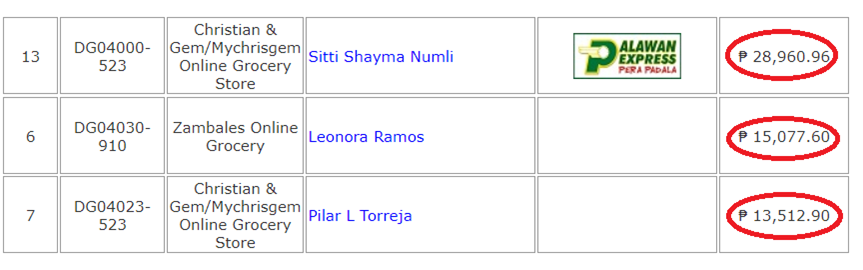 13
DG04000-
523
Christian &
Gem/Mychrisgem
Online Grocery
Store
Sitti Shayma Numli
PALAWAN
EXPRESS
PERA PADALA
₱ 28,960.96
6
DG04030-
910
Zambales Online
Grocery
Leonora Ramos
₱ 15,077.60
7
DG04023-
523
Christian &
Gem/Mychrisgem
Online Grocery
Store
Pilar L Torreja
₱ 13,512.90